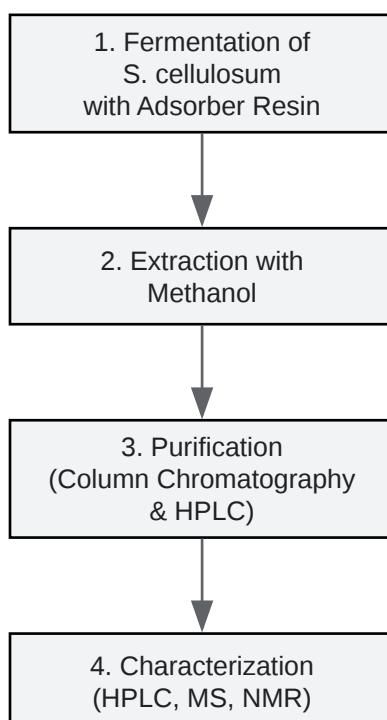 1. Fermentation of
S. cellulosum
with Adsorber Resin
2. Extraction with
Methanol
3. Purification
(Column Chromatography
& HPLC)
4. Characterization
(HPLC, MS, NMR)